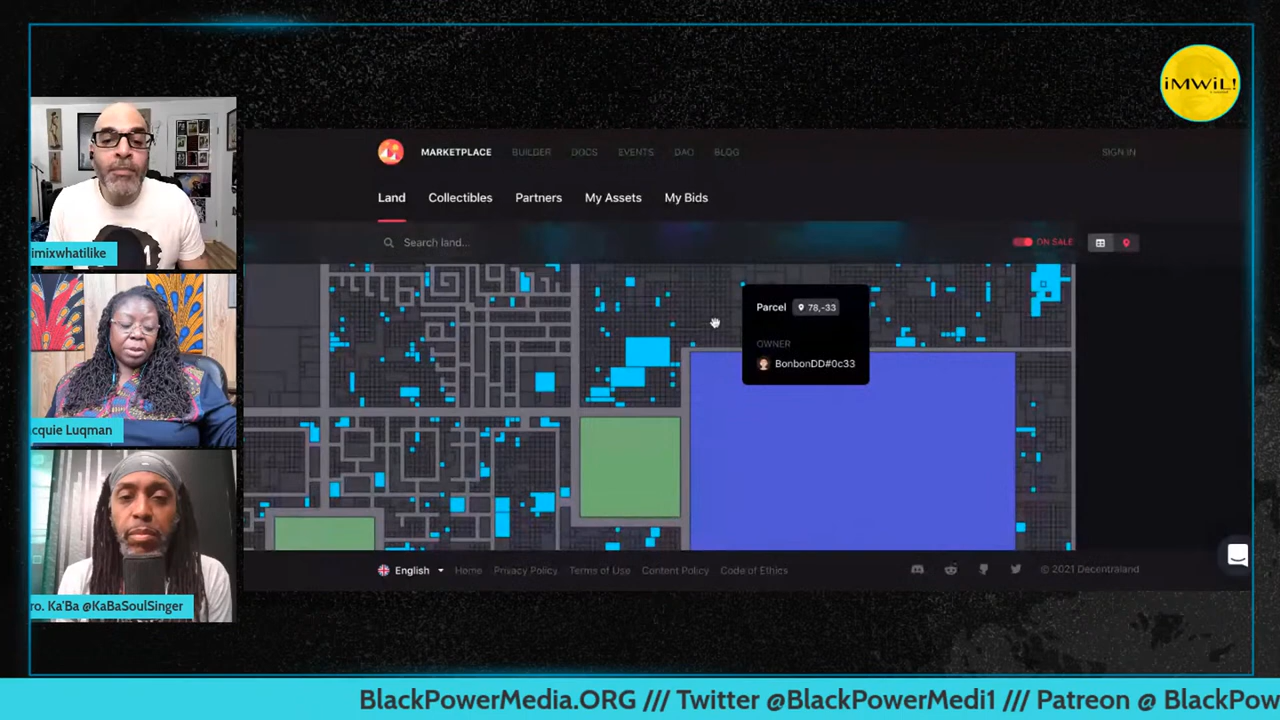 iMWiL!
imixwhatilike
cquie Luqman
ro. Ka'Ba @KaBaSoulSinger
MARKETPLACE BUILDER DOCS EVENTS DAO BLOG SIGN IN
Land Collectibles Partners My Assets My Bids
Search land... ON SALE
Parcel 78,-33
OWNER
BonbonDD#0c33
English Home Privacy Policy Terms of Use Content Policy Code of Ethics © 2021 Decentraland
BlackPowerMedia.ORG /// Twitter @BlackPowerMedi1 /// Patreon @ BlackPow